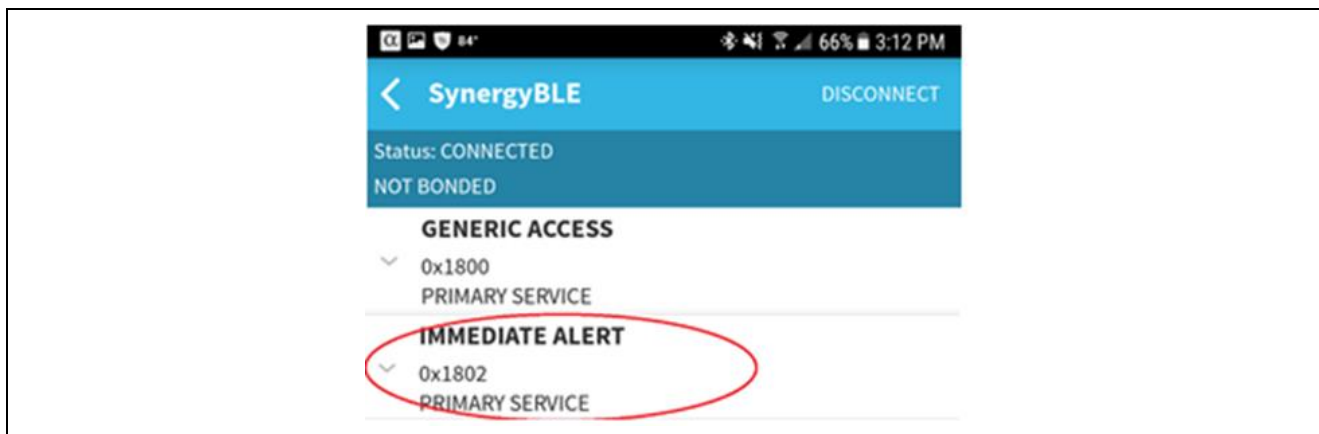 84° 66% 3:12 PM
SynergyBLE DISCONNECT
Status: CONNECTED
NOT BONDED
GENERIC ACCESS
0x1800
PRIMARY SERVICE
IMMEDIATE ALERT
0x1802
PRIMARY SERVICE